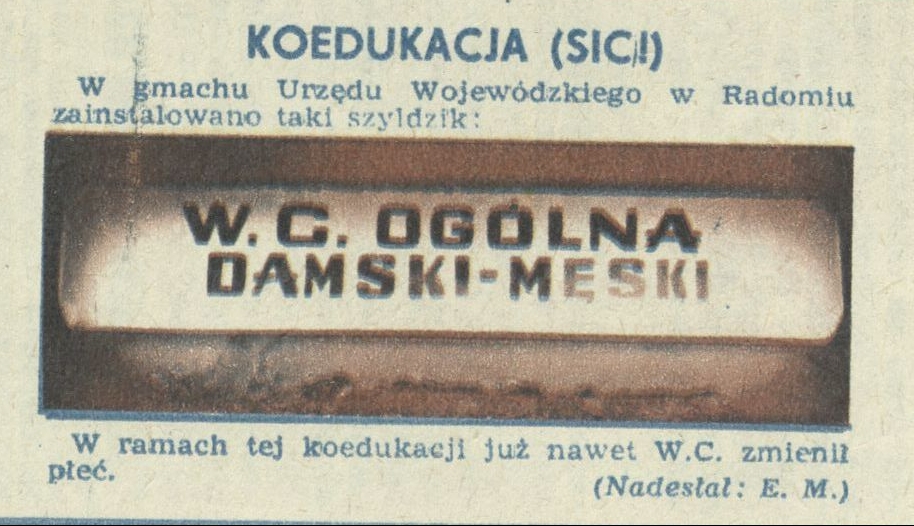 KOEDUKACJA (SIC!)
W gmachu Urzędu Wojewódzkiego w Radomiu
zainstalowano taki szyldzik:
W.C. OGÓLNA
DAMSKI-MĘSKI
W ramach tej koedukacji już nawet W.C. zmienił
płeć.
(Nadesłał: E. M.)